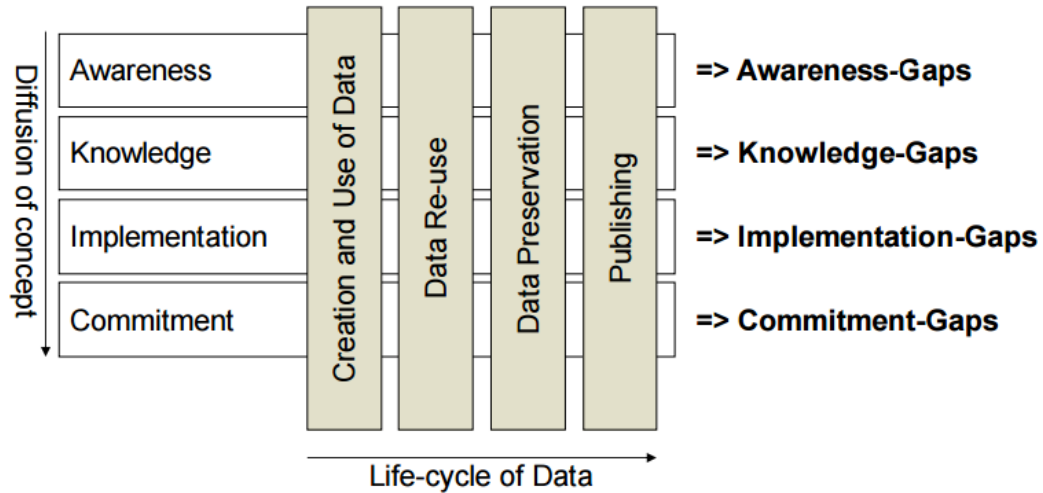 Diffusion of concept
Awareness
Knowledge
Implementation
Commitment
Creation and Use of Data
Data Re-use
Data Preservation
Publishing
=> Awareness-Gaps
=> Knowledge-Gaps
=> Implementation-Gaps
=> Commitment-Gaps
Life-cycle of Data